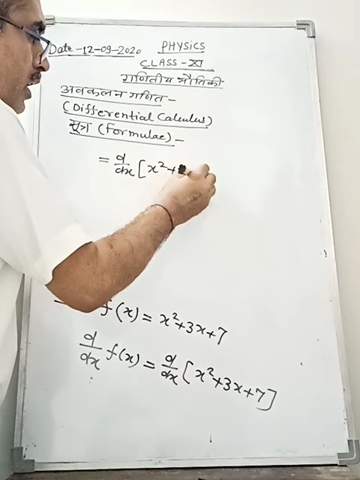 Date - 12-09-2020 PHYSICS
CLASS - XI
गणितीय भौतिकी
अवकलन गणित -
(Differential Calculus)
सूत्र (Formulae) -
= d/dx [x²+
f(x) = x²+3x+7
d/dx f(x) = d/dx [x²+3x+7]